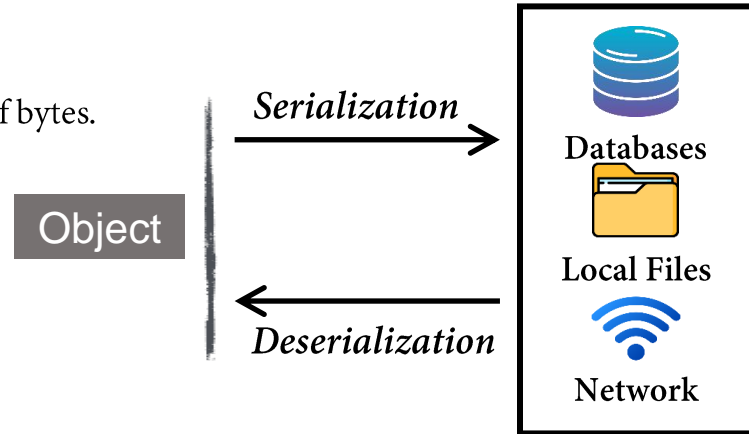 f bytes.
Serialization
Object
Deserialization
Databases
Local Files
Network